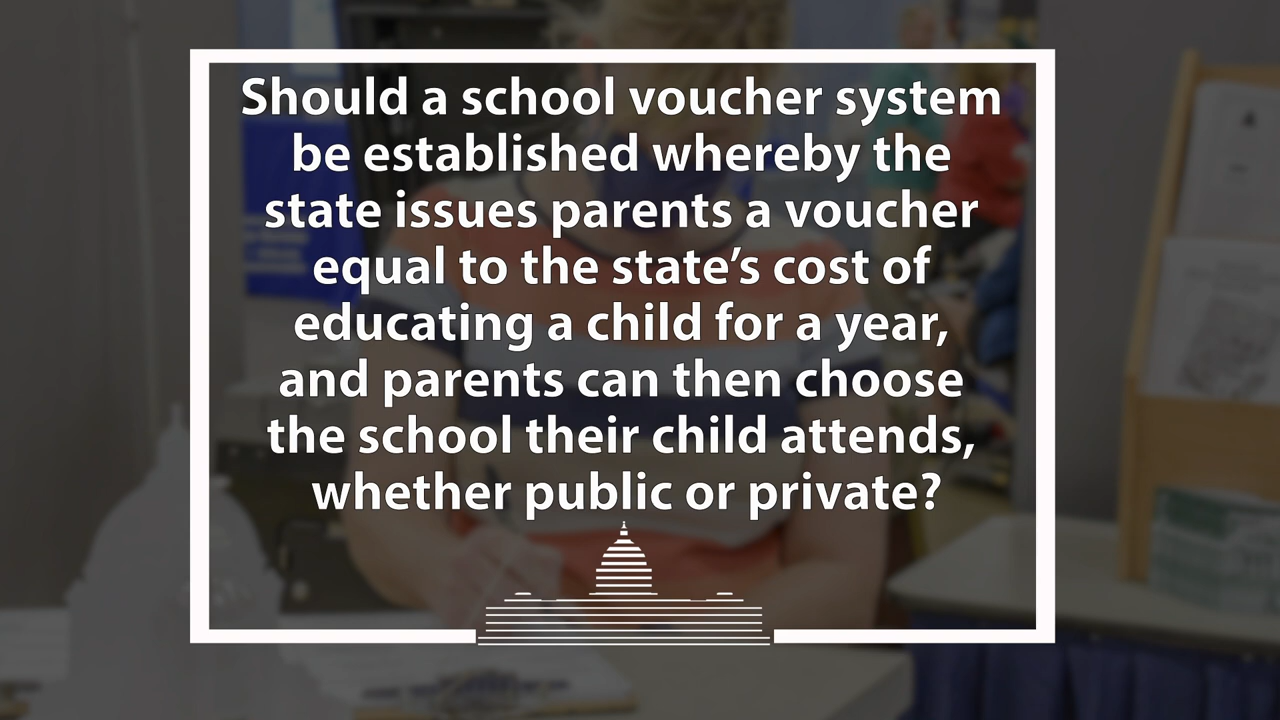 Should a school voucher system
be established whereby the
state issues parents a voucher
equal to the state’s cost of
educating a child for a year,
and parents can then choose
the school their child attends,
whether public or private?